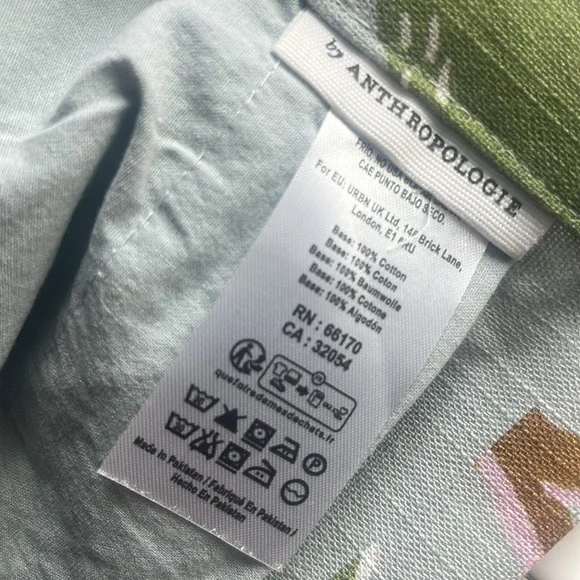 by ANTHROPOLOGIE
CAE PUNTO BAJO SECO.
For EU: URBN UK Ltd, 14F Brick Lane,
London, E1
Base: 100% Cotton
Base: 100% Coton
Base: 100% Baumwolle
Base: 100% Cotone
Base: 100% Algodón
RN : 66170
CA : 32054
quefairedemesdechets.fr
Made In Pakistan / Fabriqué En Pakistan /
Hecho En Pakistan